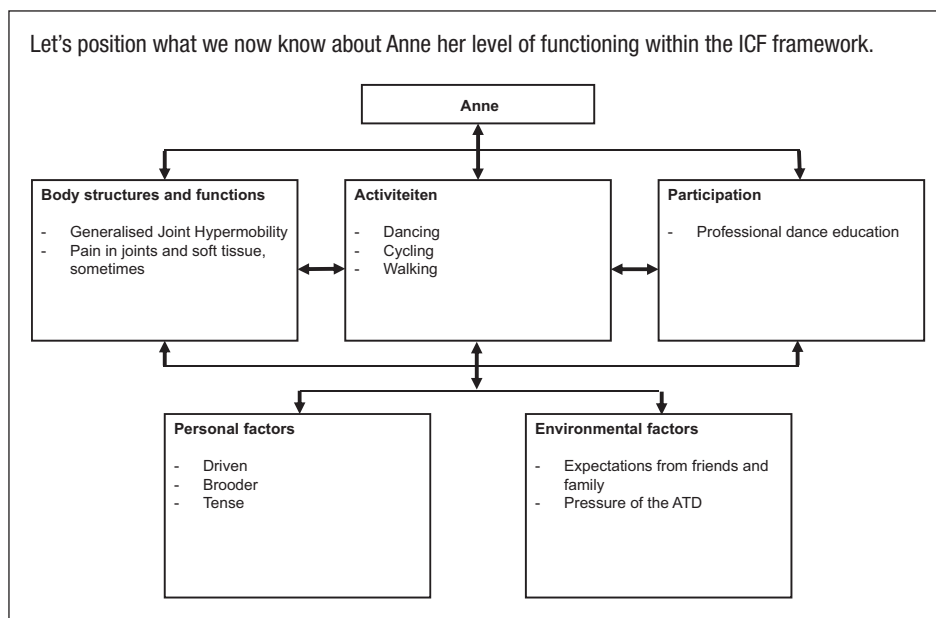 Let’s position what we now know about Anne her level of functioning within the ICF framework.
Anne
Body structures and functions
- Generalised Joint Hypermobility
- Pain in joints and soft tissue,
sometimes
Activiteiten
- Dancing
- Cycling
- Walking
Participation
- Professional dance education
Personal factors
- Driven
- Brooder
- Tense
Environmental factors
- Expectations from friends and
family
- Pressure of the ATD